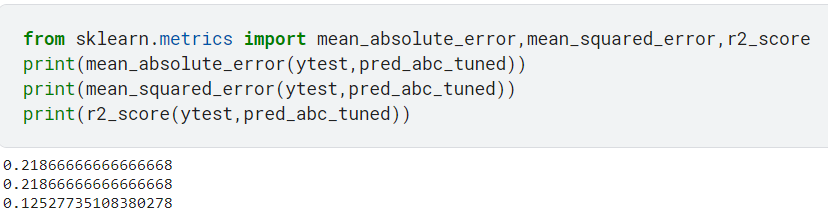 from sklearn.metrics import mean_absolute_error,mean_squared_error,r2_score
print(mean_absolute_error(ytest,pred_abc_tuned))
print(mean_squared_error(ytest,pred_abc_tuned))
print(r2_score(ytest,pred_abc_tuned))
0.21866666666666668
0.21866666666666668
0.12527735108380278